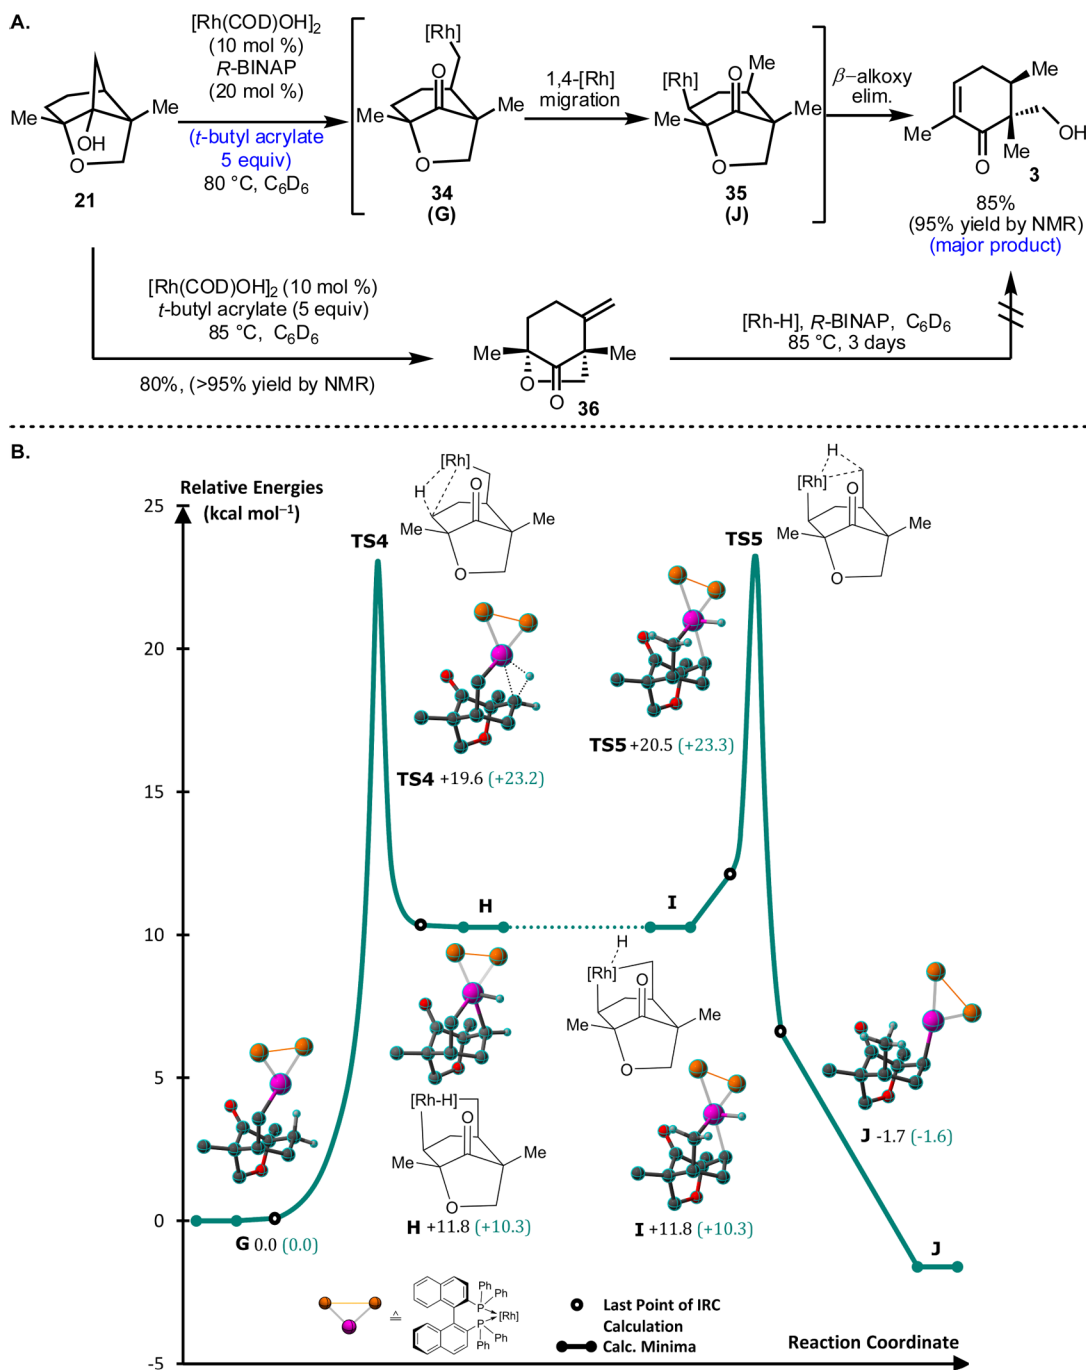 A.
[Rh(COD)OH]2
(10 mol %)
R-BINAP
(20 mol %)
(t-butyl acrylate
5 equiv)
80 °C, C6D6
Me
Me
OH
O
21
[Rh]
O
Me
Me
O
34
(G)
1,4-[Rh]
migration
[Rh]
O
Me
Me
Me
O
35
(J)
β–alkoxy
elim.
Me
Me
Me
O
OH
3
85%
(95% yield by NMR)
(major product)
[Rh(COD)OH]2 (10 mol %)
t-butyl acrylate (5 equiv)
85 °C, C6D6
80%, (>95% yield by NMR)
Me
Me
O
O
36
[Rh-H], R-BINAP, C6D6
85 °C, 3 days
B.
Relative Energies
(kcal mol–1)
25
20
15
10
5
0
-5
TS4
[Rh]
H
O
Me
Me
O
TS4 +19.6 (+23.2)
TS5
H
[Rh]
O
Me
Me
O
TS5 +20.5 (+23.3)
H
I
[Rh-H]
O
Me
Me
O
H +11.8 (+10.3)
H
[Rh]
O
Me
Me
O
I +11.8 (+10.3)
G 0.0 (0.0)
J -1.7 (-1.6)
J
≙
Ph
Ph
P
[Rh]
P
Ph
Ph
Last Point of IRC
Calculation
Calc. Minima
Reaction Coordinate